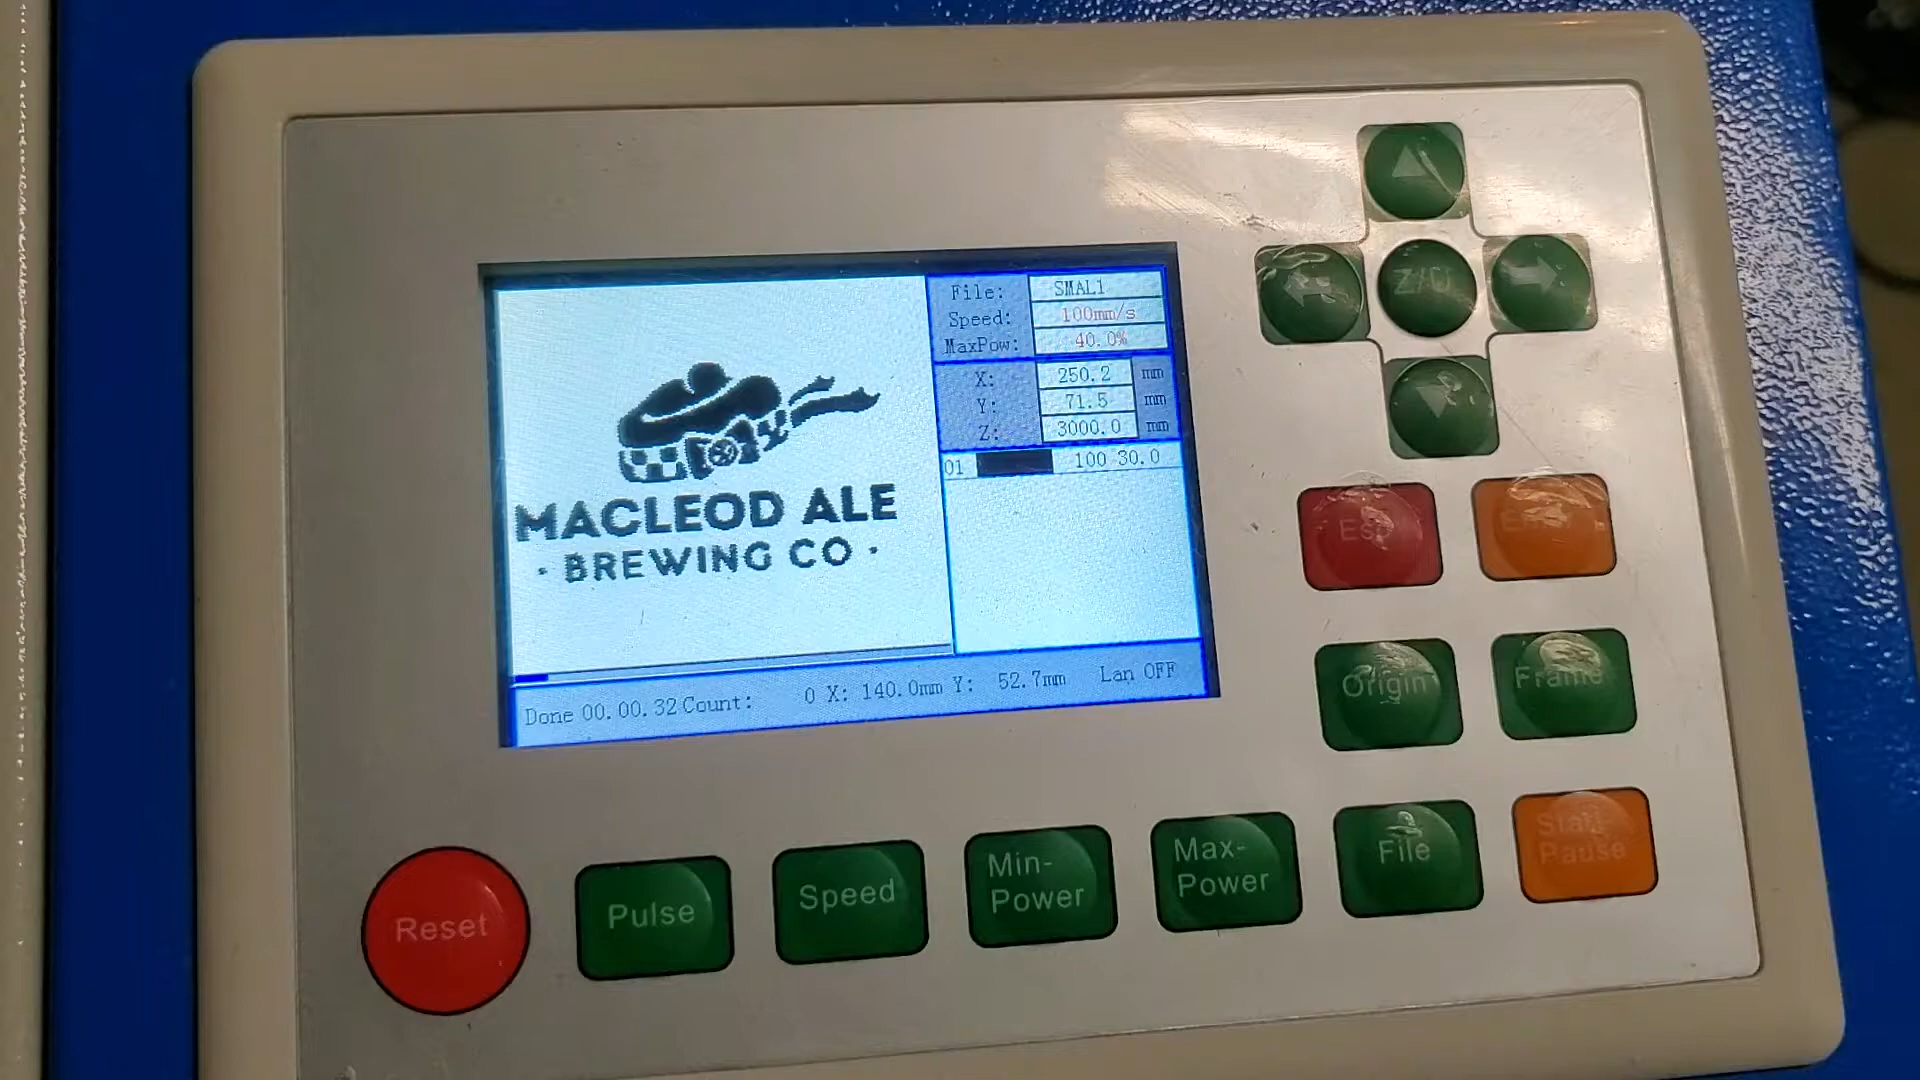 File: SMAL1
Speed: 100mm/s
MaxPow: 40.0%
X: 250.2 mm
Y: 71.5 mm
Z: 3000.0 mm
01 100 30.0
MACLEOD ALE
· BREWING CO ·
Done 00.00.32 Count: 0 X: 140.0mm Y: 52.7mm Lan OFF
Z/U
Esc Enter
Origin Frame
Reset Pulse Speed Min-Power Max-Power File Start Pause